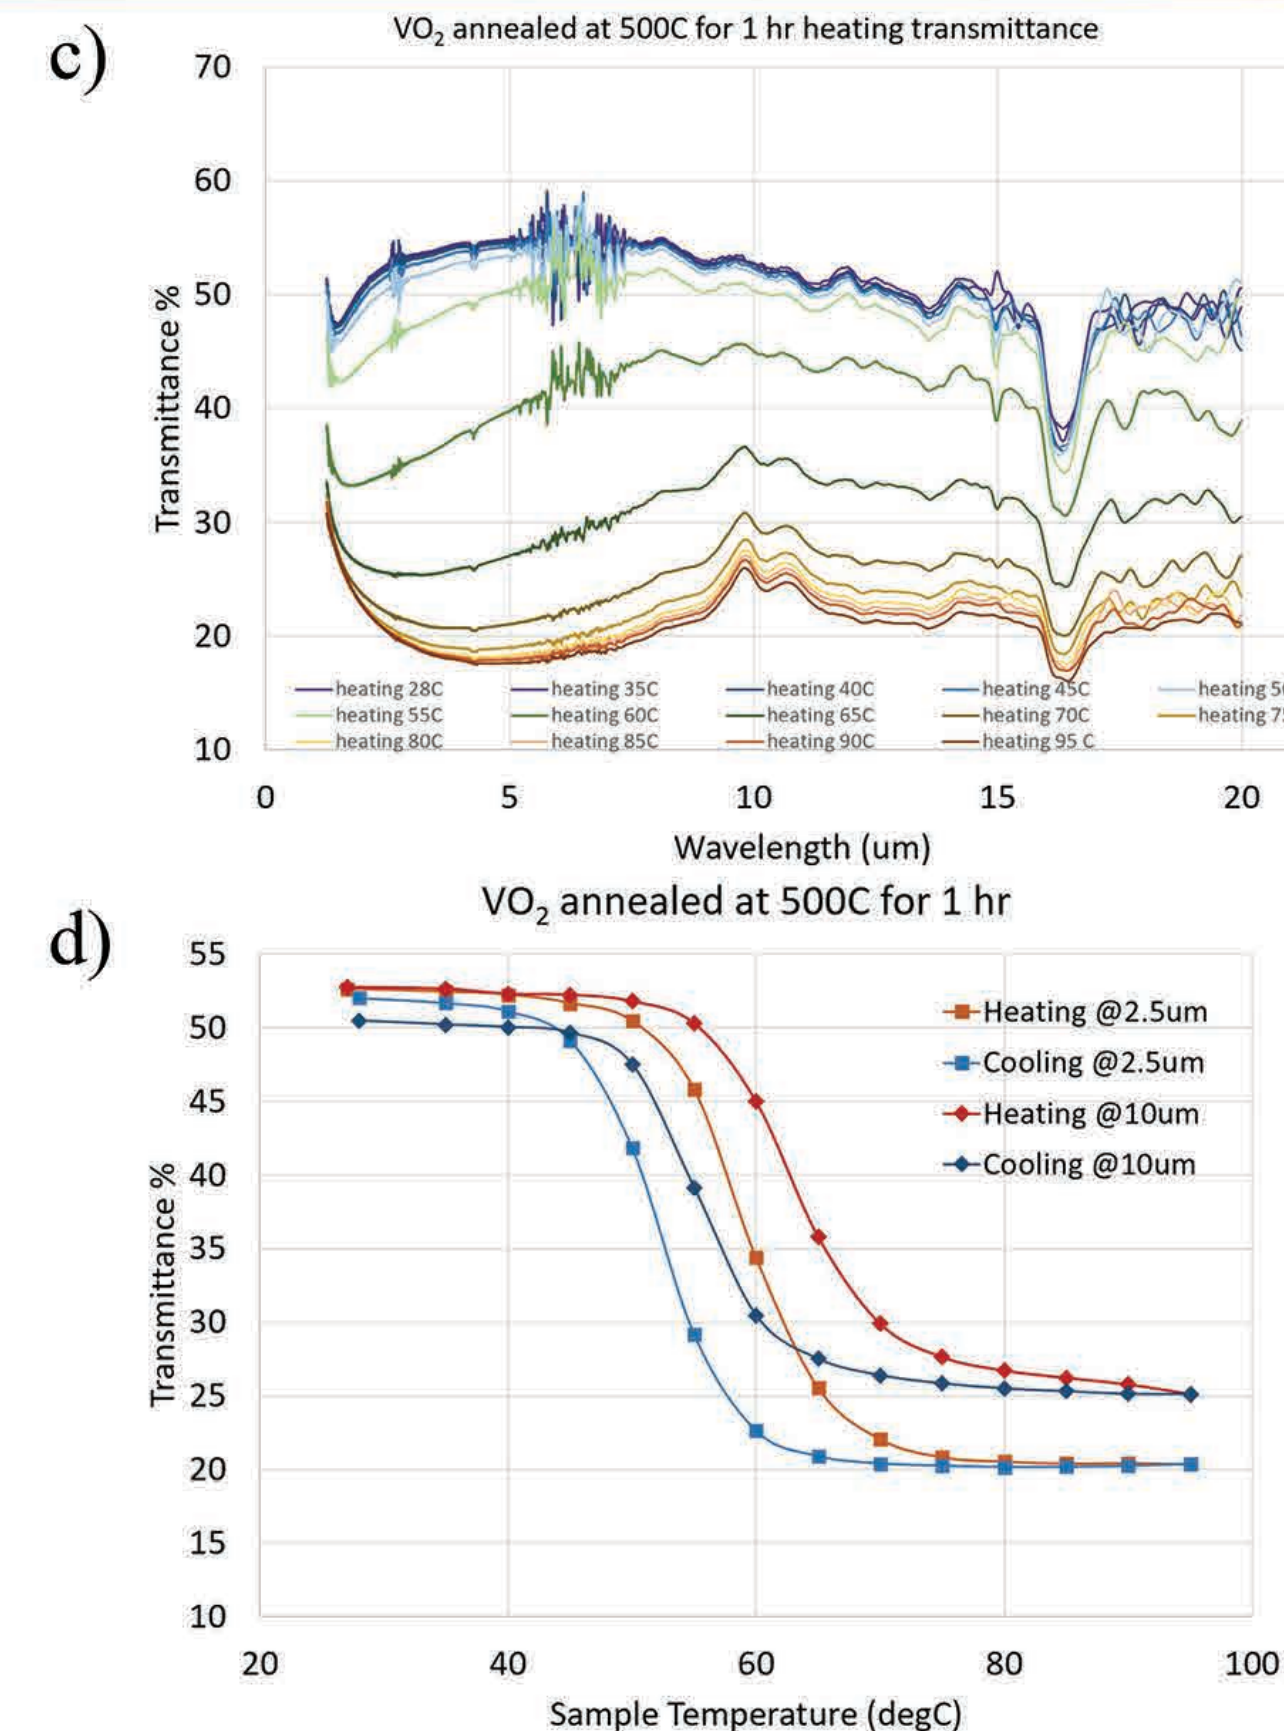 c)
VO₂ annealed at 500C for 1 hr heating transmittance
70
60
50
40
30
20
10
Transmittance %
heating 28C heating 35C heating 40C heating 45C heating
heating 55C heating 60C heating 65C heating 70C heating
heating 80C heating 85C heating 90C heating 95 C
0 5 10 15 20
Wavelength (um)
d)
VO₂ annealed at 500C for 1 hr
55
50
45
40
35
30
25
20
15
10
Transmittance %
Heating @2.5um
Cooling @2.5um
Heating @10um
Cooling @10um
20 40 60 80 100
Sample Temperature (degC)